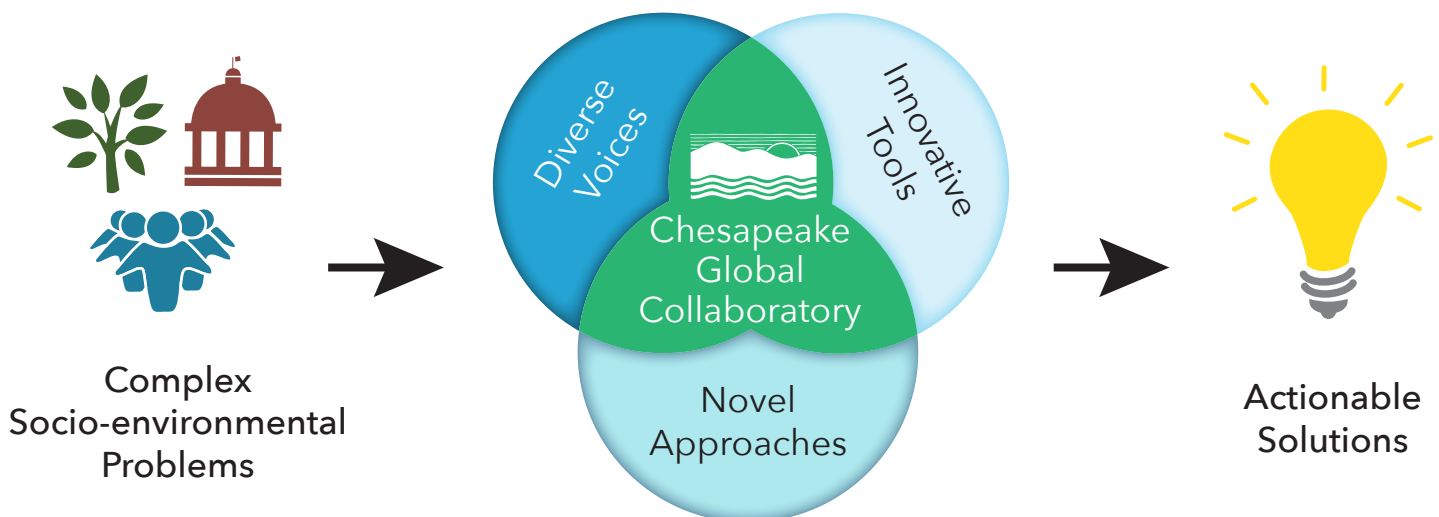 Complex
Socio-environmental
Problems
Diverse
Voices
Innovative
Tools
Chesapeake
Global
Collaboratory
Novel
Approaches
Actionable
Solutions